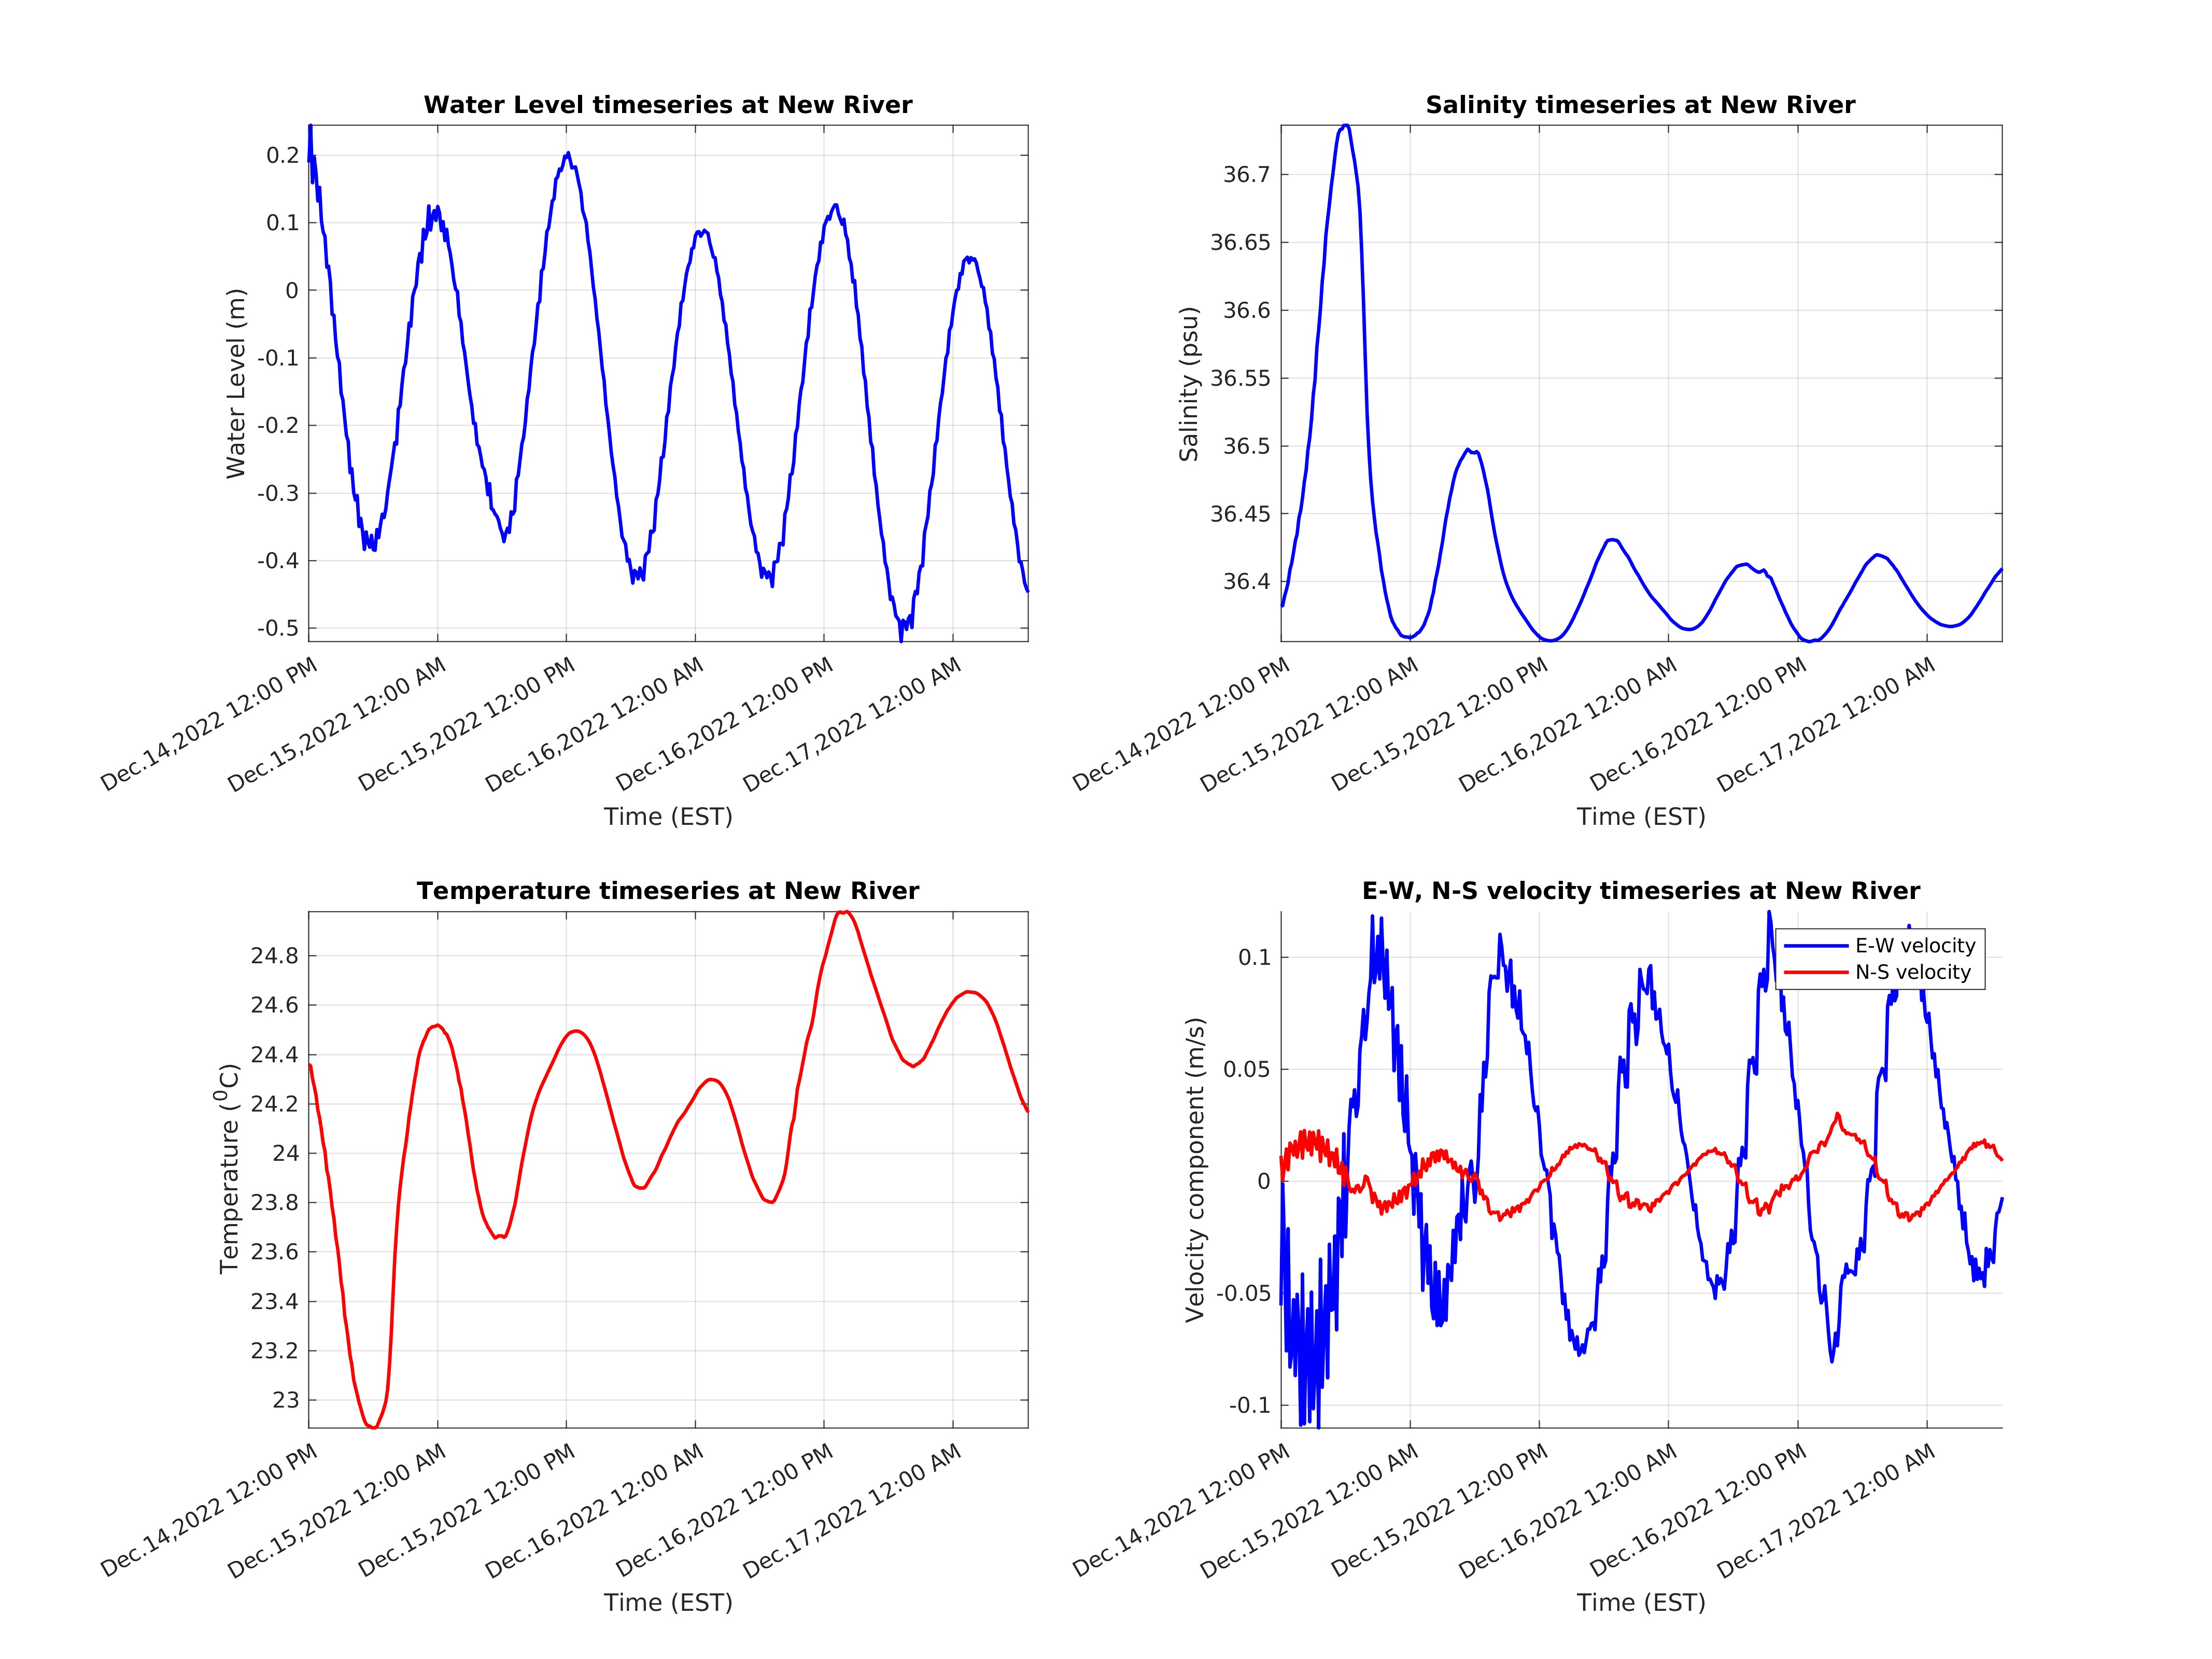 Water Level timeseries at New River
Water Level (m)
0.2
0.1
0
-0.1
-0.2
-0.3
-0.4
-0.5
Dec.14,2022 12:00 PM
Dec.15,2022 12:00 AM
Dec.15,2022 12:00 PM
Dec.16,2022 12:00 AM
Dec.16,2022 12:00 PM
Dec.17,2022 12:00 AM
Time (EST)
Salinity timeseries at New River
Salinity (psu)
36.7
36.65
36.6
36.55
36.5
36.45
36.4
Dec.14,2022 12:00 PM
Dec.15,2022 12:00 AM
Dec.15,2022 12:00 PM
Dec.16,2022 12:00 AM
Dec.16,2022 12:00 PM
Dec.17,2022 12:00 AM
Time (EST)
Temperature timeseries at New River
Temperature (⁰C)
24.8
24.6
24.4
24.2
24
23.8
23.6
23.4
23.2
23
Dec.14,2022 12:00 PM
Dec.15,2022 12:00 AM
Dec.15,2022 12:00 PM
Dec.16,2022 12:00 AM
Dec.16,2022 12:00 PM
Dec.17,2022 12:00 AM
Time (EST)
E-W, N-S velocity timeseries at New River
Velocity component (m/s)
0.1
0.05
0
-0.05
-0.1
E-W velocity
N-S velocity
Dec.14,2022 12:00 PM
Dec.15,2022 12:00 AM
Dec.15,2022 12:00 PM
Dec.16,2022 12:00 AM
Dec.16,2022 12:00 PM
Dec.17,2022 12:00 AM
Time (EST)